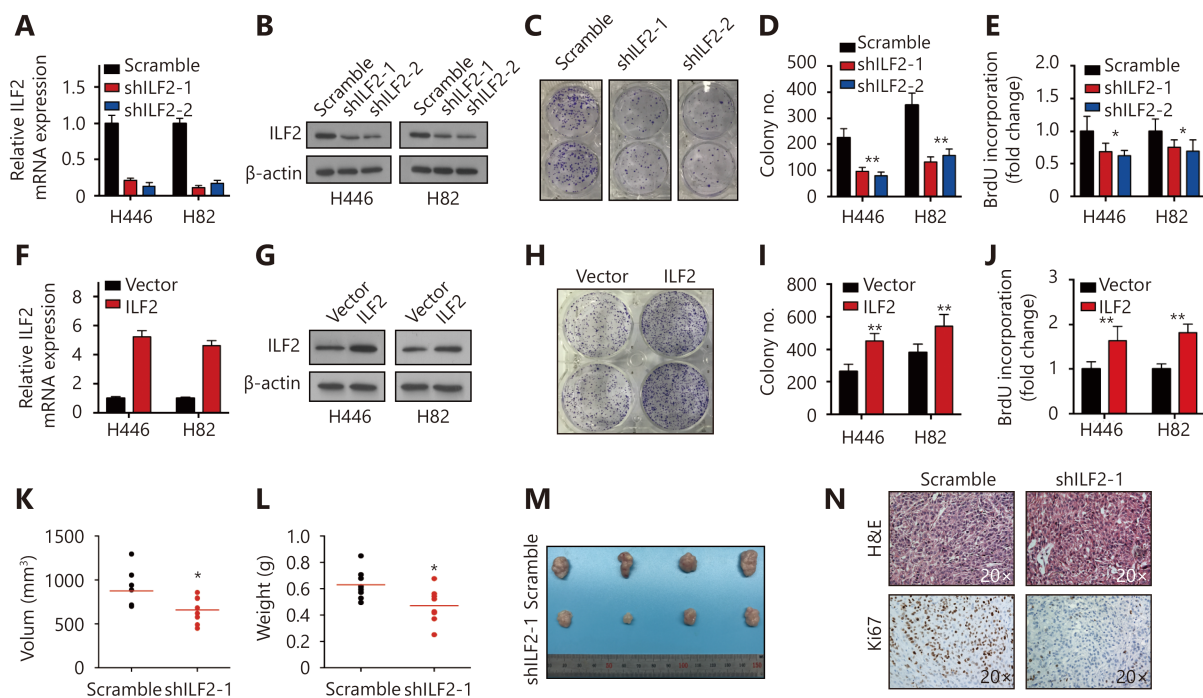 A
Relative ILF2
mRNA expression
1.5
1
0.5
0
Scramble
shILF2-1
shILF2-2
H446
H82
B
Scramble
shILF2-1
shILF2-2
Scramble
shILF2-1
shILF2-2
ILF2
β-actin
H446
H82
C
Scramble
shILF2-1
shILF2-2
D
Colony no.
500
400
300
200
100
0
Scramble
shILF2-1
shILF2-2
**
**
H446
H82
E
BrdU incorporation
(fold change)
2.0
1.5
1.0
0.5
0.0
Scramble
shILF2-1
shILF2-2
*
*
H446
H82
F
Relative ILF2
mRNA expression
8
6
4
2
0
Vector
ILF2
H446
H82
G
Vector
ILF2
Vector
ILF2
ILF2
β-actin
H446
H82
H
Vector
ILF2
I
Colony no.
800
600
400
200
0
Vector
ILF2
**
**
H446
H82
J
BrdU incorporation
(fold change)
3
2
1
0
Vector
ILF2
**
**
H446
H82
K
Volum (mm³)
1500
1000
500
0
*
Scramble
shILF2-1
L
Weight (g)
1.0
0.8
0.6
0.4
0.2
0
*
Scramble
shILF2-1
M
Scramble
shILF2-1
N
Scramble
shILF2-1
H&E
20×
20×
Ki67
20×
20×